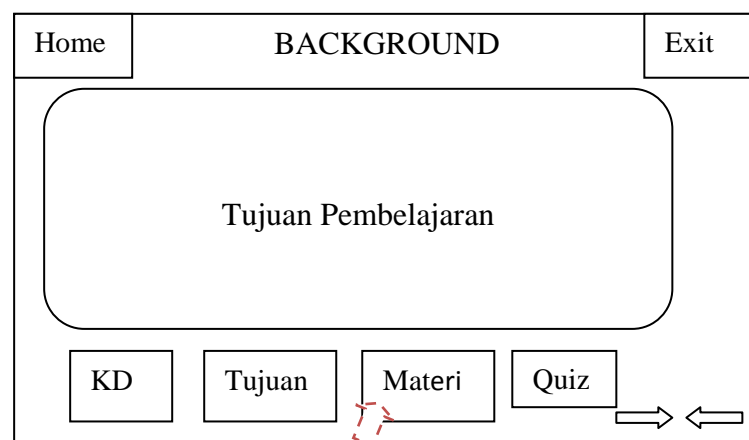 Home BACKGROUND Exit
Tujuan Pembelajaran
KD Tujuan Materi Quiz